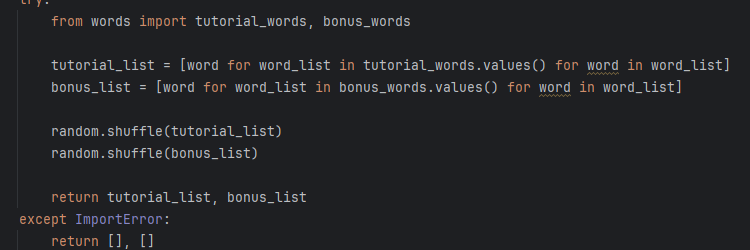 try:
from words import tutorial_words, bonus_words
tutorial_list = [word for word_list in tutorial_words.values() for word in word_list]
bonus_list = [word for word_list in bonus_words.values() for word in word_list]
random.shuffle(tutorial_list)
random.shuffle(bonus_list)
return tutorial_list, bonus_list
except ImportError:
return [], []